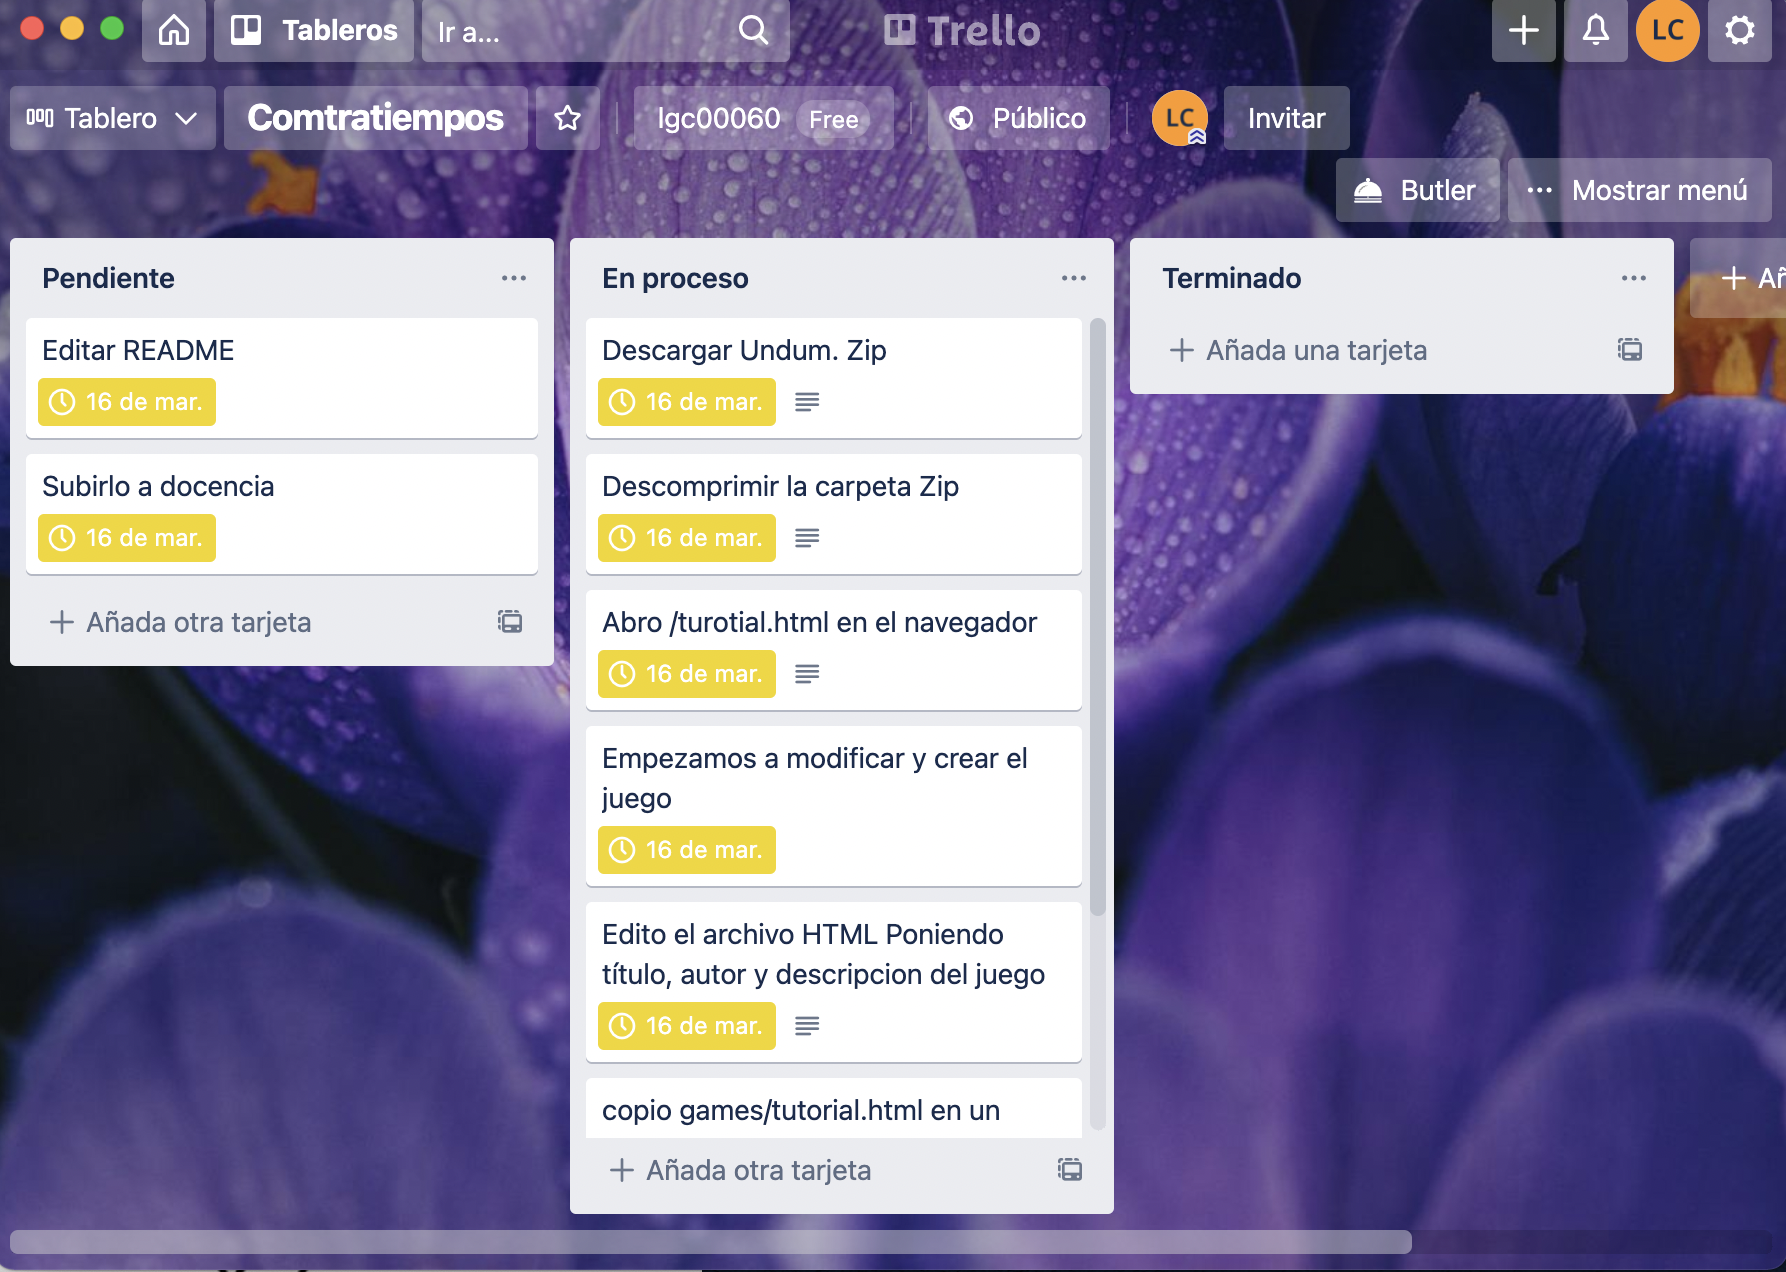 Tableros
Ir a...
Trello
LC
Tablero
Comtratiempos
lgc00060 Free
Público
LC
Invitar
Butler
Mostrar menú
Pendiente
Editar README
16 de mar.
Subirlo a docencia
16 de mar.
Añada otra tarjeta
En proceso
Descargar Undum. Zip
16 de mar.
Descomprimir la carpeta Zip
16 de mar.
Abro /turotial.html en el navegador
16 de mar.
Empezamos a modificar y crear el
juego
16 de mar.
Edito el archivo HTML Poniendo
título, autor y descripcion del juego
16 de mar.
copio games/tutorial.html en un
Añada otra tarjeta
Terminado
Añada una tarjeta